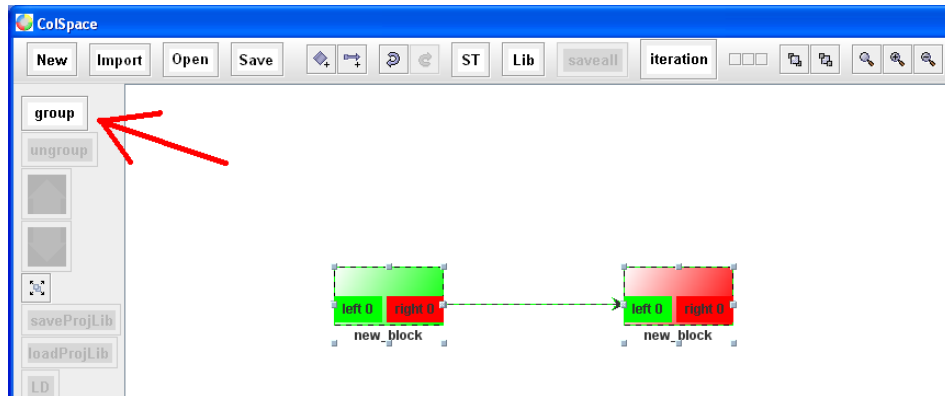 ColSpace
New Import Open Save ST Lib saveall iteration
group
ungroup
saveProjLib
loadProjLib
LD
left 0 right 0 left 0 right 0
new_block new_block